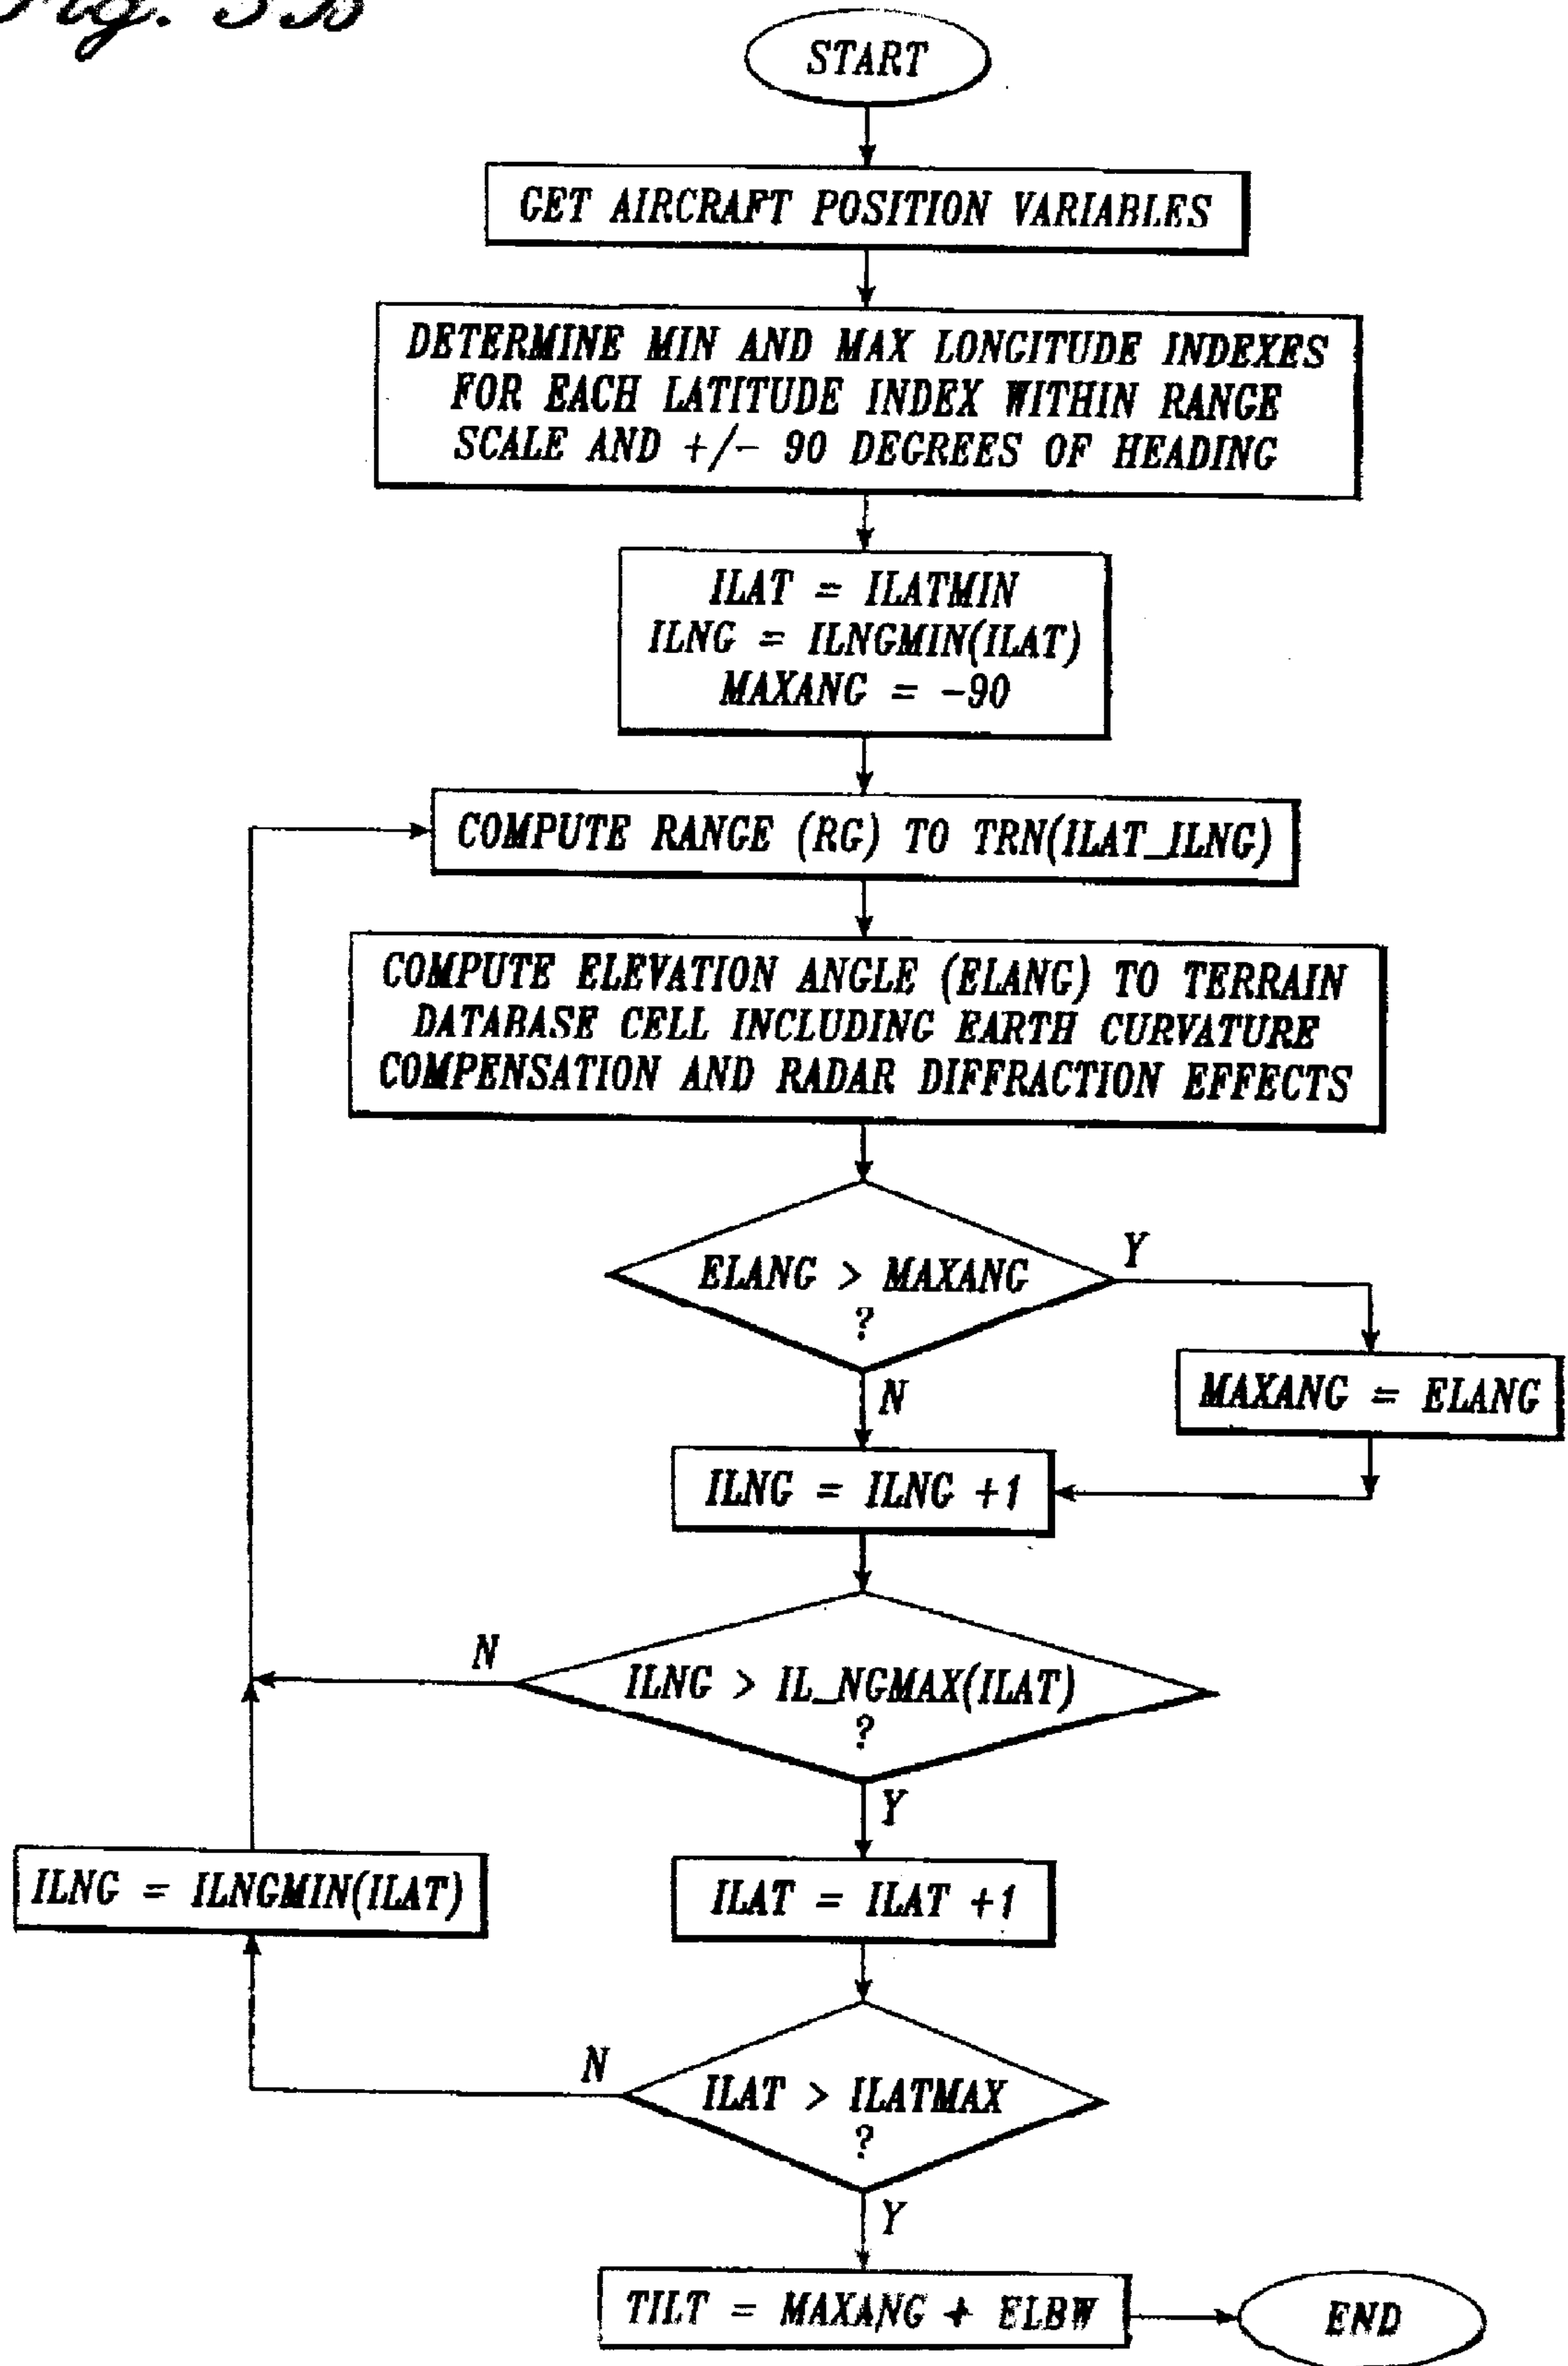 Fig. 5B
START
GET AIRCRAFT POSITION VARIABLES
DETERMINE MIN AND MAX LONGITUDE INDEXES
FOR EACH LATITUDE INDEX WITHIN RANGE
SCALE AND +/- 90 DEGREES OF HEADING
ILAT = ILATMIN
ILNG = ILNGMIN(ILAT)
MAXANG = -90
COMPUTE RANGE (RG) TO TRN(ILAT_ILNG)
COMPUTE ELEVATION ANGLE (ELANG) TO TERRAIN
DATABASE CELL INCLUDING EARTH CURVATURE
COMPENSATION AND RADAR DIFFRACTION EFFECTS
ELANG > MAXANG
?
Y
MAXANG = ELANG
N
ILNG = ILNG +1
N
ILNG > IL_NGMAX(ILAT)
?
Y
ILNG = ILNGMIN(ILAT)
ILAT = ILAT +1
N
ILAT > ILATMAX
?
Y
TILT = MAXANG + ELBW
END